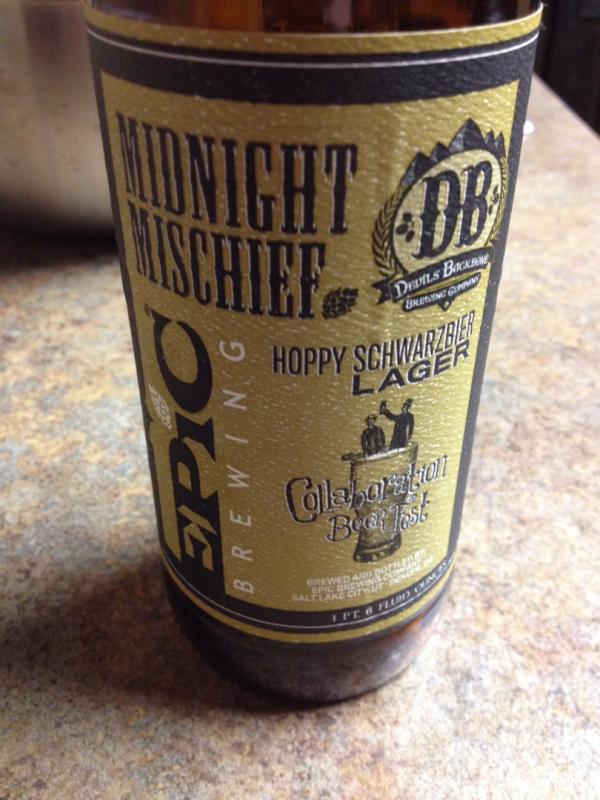 MIDNIGHT
MISCHIEF
DB
DEVILS BACKBONE
BREWING COMPANY
EPIC
BREWING
HOPPY SCHWARZBIER
LAGER
Collaboration
Beer Fest
BREWED AND BOTTLED BY:
EPIC BREWING COMPANY
SALT LAKE CITY, UT - DENVER, CO
1 PT. 6 FLUID OUNCES